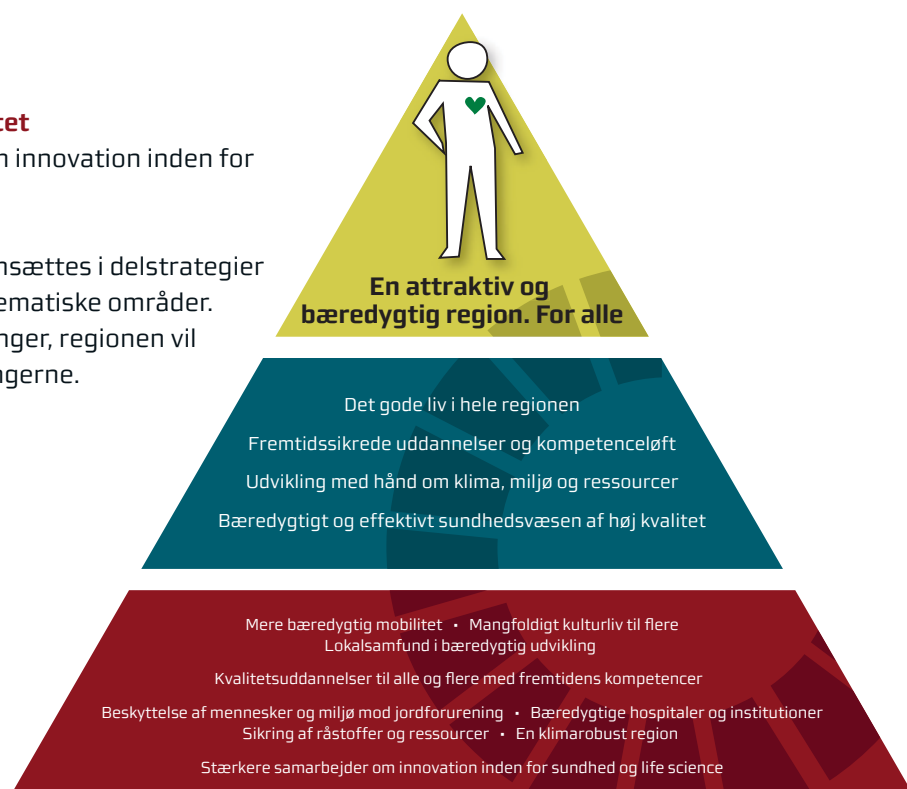 tet
n innovation inden for
nsættes i delstrategier
ematiske områder.
nger, regionen vil
ngerne.
En attraktiv og
bæredygtig region. For alle
Det gode liv i hele regionen
Fremtidssikrede uddannelser og kompetenceløft
Udvikling med hånd om klima, miljø og ressourcer
Bæredygtigt og effektivt sundhedsvæsen af høj kvalitet
Mere bæredygtig mobilitet • Mangfoldigt kulturliv til flere
Lokalsamfund i bæredygtig udvikling
Kvalitetsuddannelser til alle og flere med fremtidens kompetencer
Beskyttelse af mennesker og miljø mod jordforurening • Bæredygtige hospitaler og institutioner
Sikring af råstoffer og ressourcer • En klimarobust region
Stærkere samarbejder om innovation inden for sundhed og life science